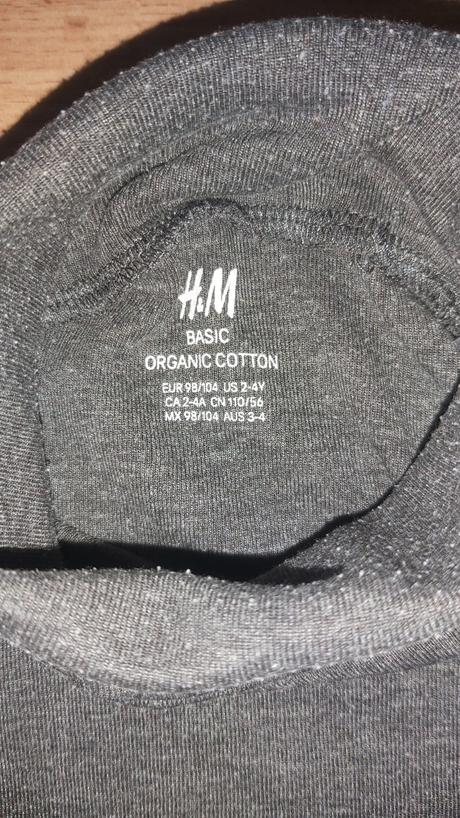 H&M
BASIC
ORGANIC COTTON
EUR 98/104 US 2-4Y
CA 2-4A CN 110/56
MX 98/104 AUS 3-4